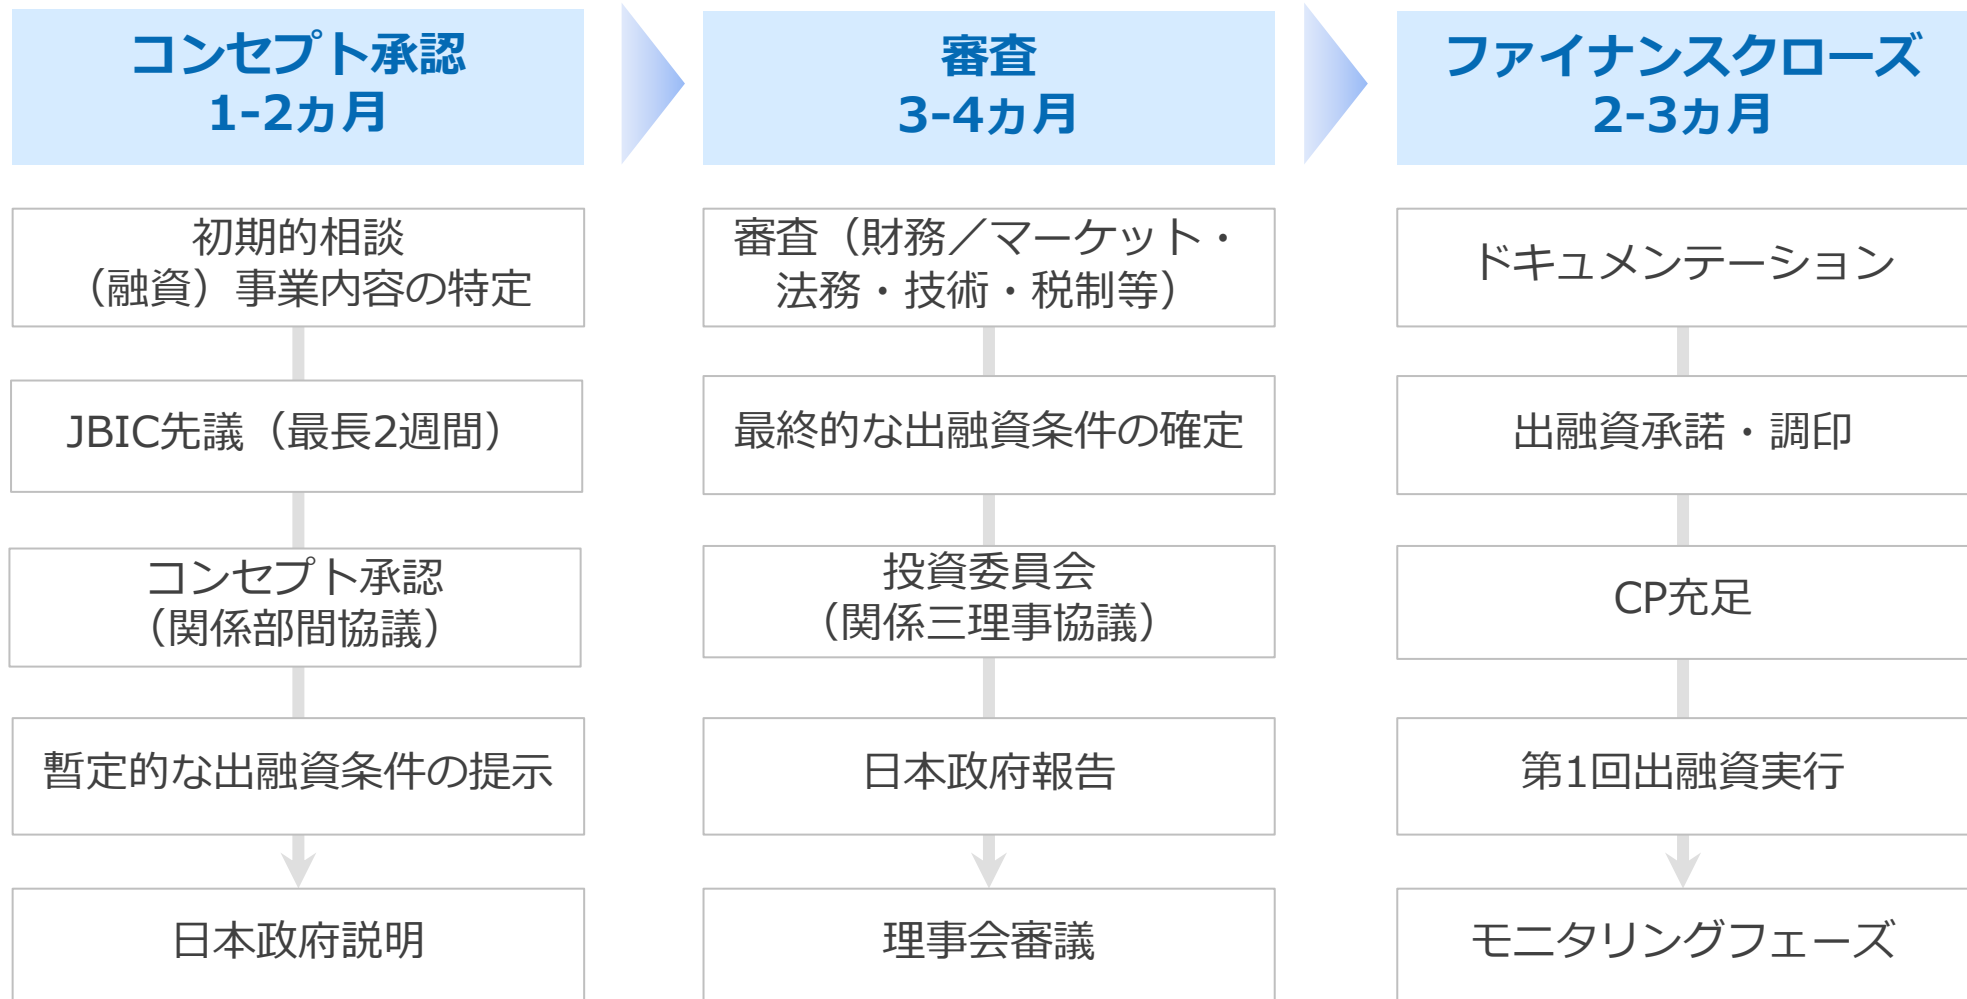 コンセプト承認
1-2ヵ月
初期的相談
（融資）事業内容の特定
JBIC先議（最長2週間）
コンセプト承認
（関係部間協議）
暫定的な出融資条件の提示
日本政府説明
審査
3-4ヵ月
審査（財務／マーケット・
法務・技術・税制等）
最終的な出融資条件の確定
投資委員会
（関係三理事協議）
日本政府報告
理事会審議
ファイナンスクローズ
2-3ヵ月
ドキュメンテーション
出融資承諾・調印
CP充足
第1回出融資実行
モニタリングフェーズ